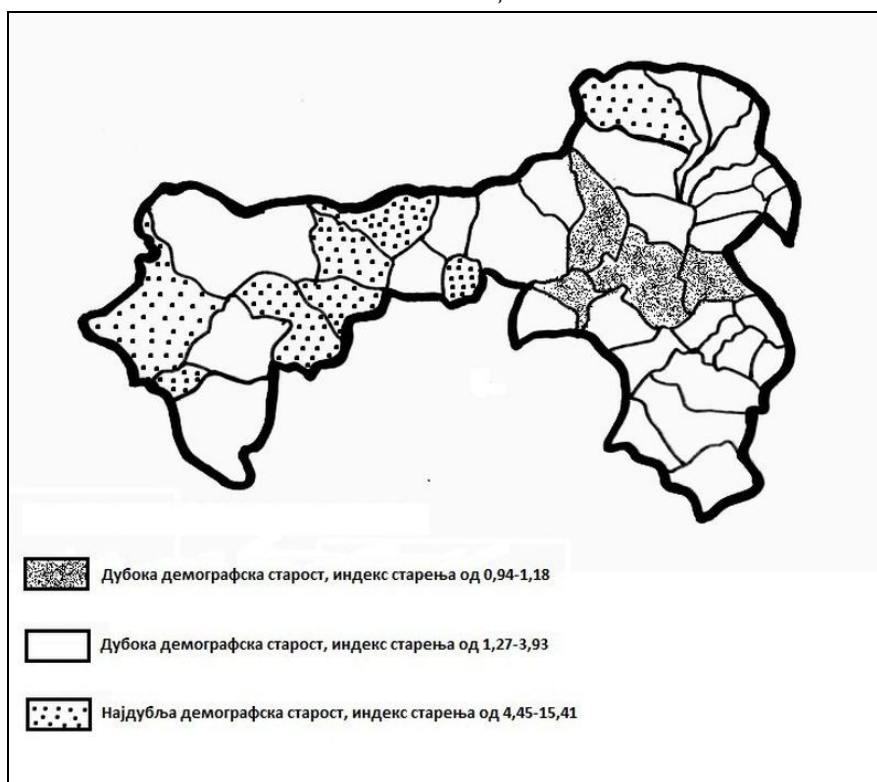 Дубока демографска старост, индекс старења од 0,94-1,18
Дубока демографска старост, индекс старења од 1,27-3,93
Најдубља демографска старост, индекс старења од 4,45-15,41